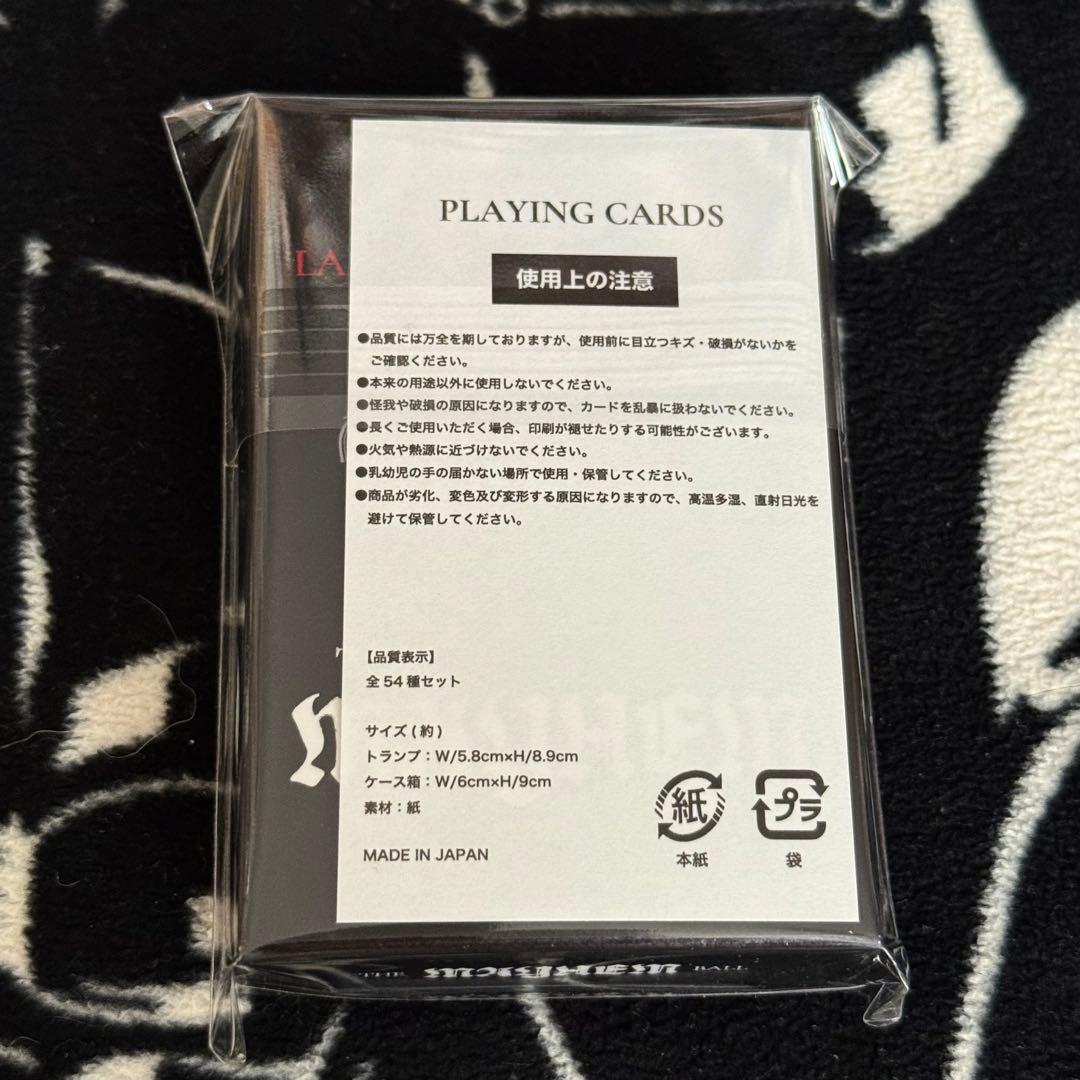 PLAYING CARDS
LA
使用上の注意
●品質には万全を期しておりますが、使用前に目立つキズ・破損がないかを
ご確認ください。
●本来の用途以外に使用しないでください。
●怪我や破損の原因になりますので、カードを乱暴に扱わないでください。
●長くご使用いただく場合、印刷が褪せたりする可能性がございます。
●火気や熱源に近づけないでください。
●乳幼児の手の届かない場所で使用・保管してください。
●商品が劣化、変色及び変形する原因になりますので、高温多湿、直射日光を
避けて保管してください。
【品質表示】
全54種セット
サイズ(約)
トランプ：W/5.8cm×H/8.9cm
ケース箱：W/6cm×H/9cm
素材：紙
MADE IN JAPAN
紙
本紙
プラ
袋